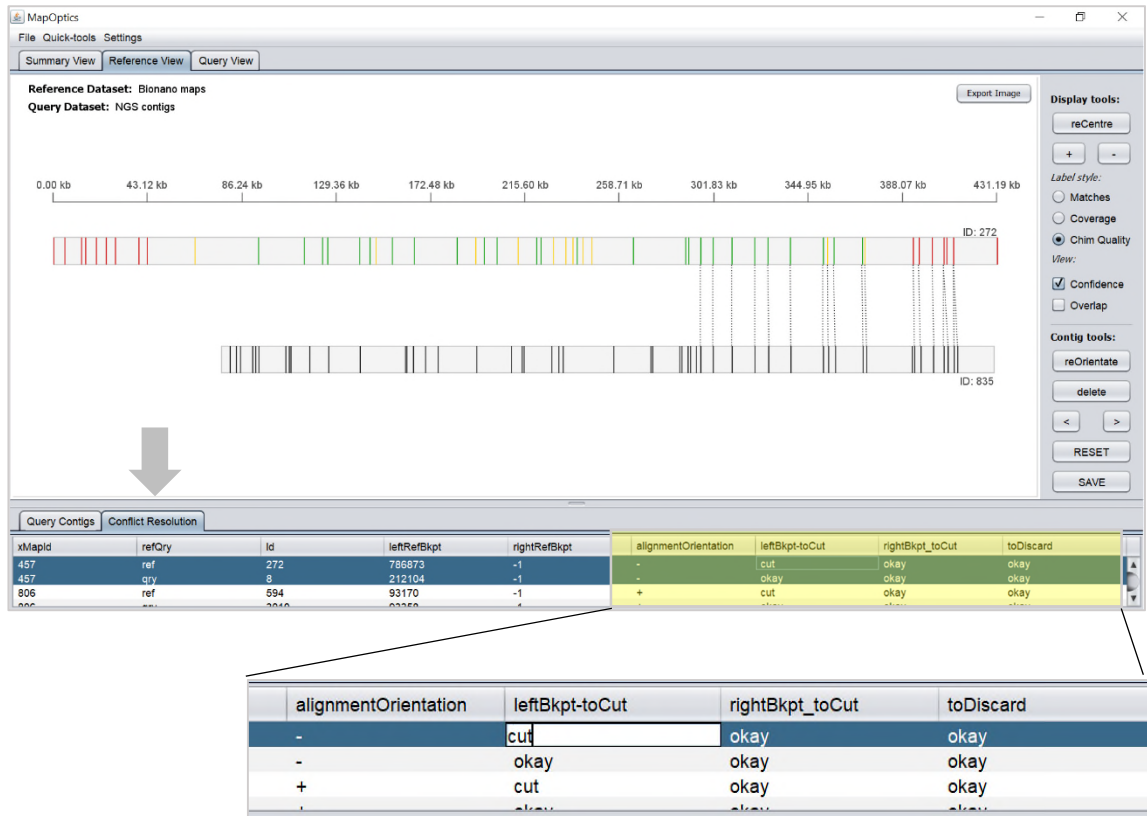 MapOptics
File Quick-tools Settings
Summary View Reference View Query View
Reference Dataset: Bionano maps
Query Dataset: NGS contigs
Export Image
0.00 kb 43.12 kb 86.24 kb 129.36 kb 172.48 kb 215.60 kb 258.71 kb 301.83 kb 344.95 kb 388.07 kb 431.19 kb
ID: 272
ID: 835
Display tools:
reCentre
+ -
Label style:
Matches
Coverage
Chim Quality
View:
Confidence
Overlap
Contig tools:
reOrientate
delete
< >
RESET
SAVE
Query Contigs Conflict Resolution
xMapId refQry Id leftRefBkpt rightRefBkpt alignmentOrientation leftBkpt-toCut rightBkpt_toCut toDiscard
457 ref 272 786873 -1 - cut okay okay
457 qry 8 212104 -1 - okay okay okay
806 ref 594 93170 -1 + cut okay okay
alignmentOrientation leftBkpt-toCut rightBkpt_toCut toDiscard
- cut okay okay
- okay okay okay
+ cut okay okay
+ okay okay okay